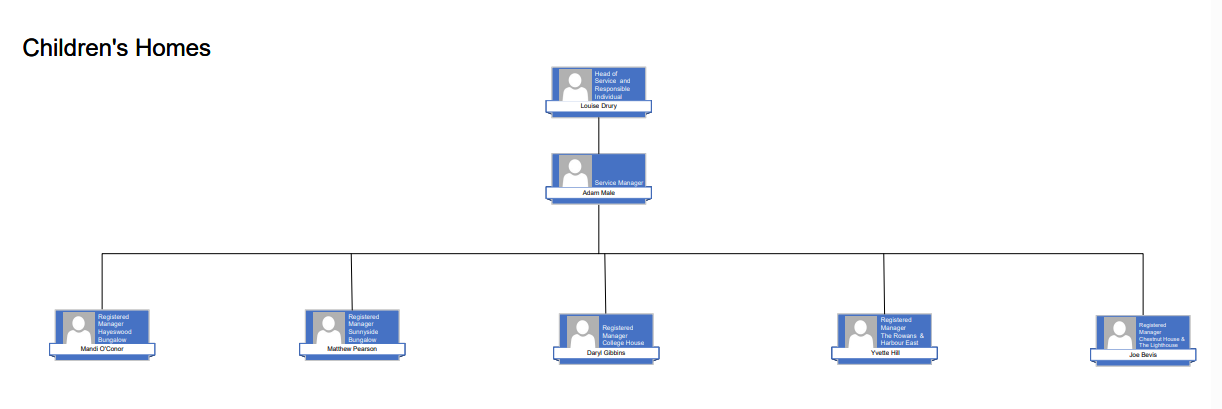 Children's Homes
Head of
Service and
Responsible
Individual
Louise Drury
Service Manager
Adam Male
Registered
Manager
Hayeswood
Bungalow
Mandi O'Conor
Registered
Manager
Sunnyside
Bungalow
Matthew Pearson
Registered
Manager
College House
Daryl Gibbins
Registered
Manager
The Rowans &
Harbour East
Yvette Hill
Registered
Manager
Chestnut House &
The Lighthouse
Joe Bevis